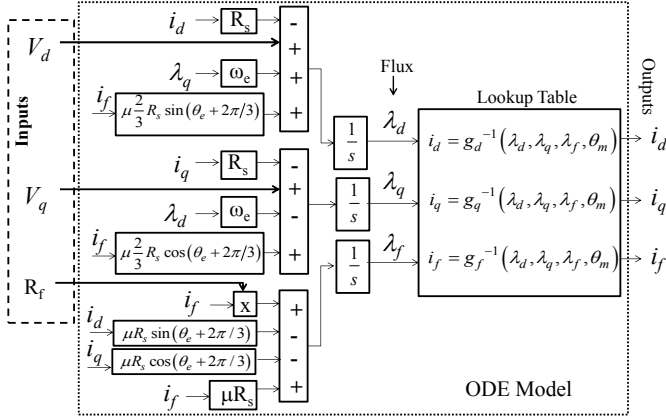 Inputs
V_d
V_q
R_f
i_d R_s -
+
λ_q ω_e +
i_f μ 2/3 R_s sin(θ_e + 2π/3) +
i_q R_s -
+
λ_d ω_e -
i_f μ 2/3 R_s cos(θ_e + 2π/3) +
i_f x +
i_d μR_s sin(θ_e + 2π/3) -
i_q μR_s cos(θ_e + 2π/3) -
i_f μR_s +
Flux
1/s λ_d
1/s λ_q
1/s λ_f
Lookup Table
i_d = g_d^{-1}(λ_d, λ_q, λ_f, θ_m)
i_q = g_q^{-1}(λ_d, λ_q, λ_f, θ_m)
i_f = g_f^{-1}(λ_d, λ_q, λ_f, θ_m)
Outputs
i_d
i_q
i_f
ODE Model